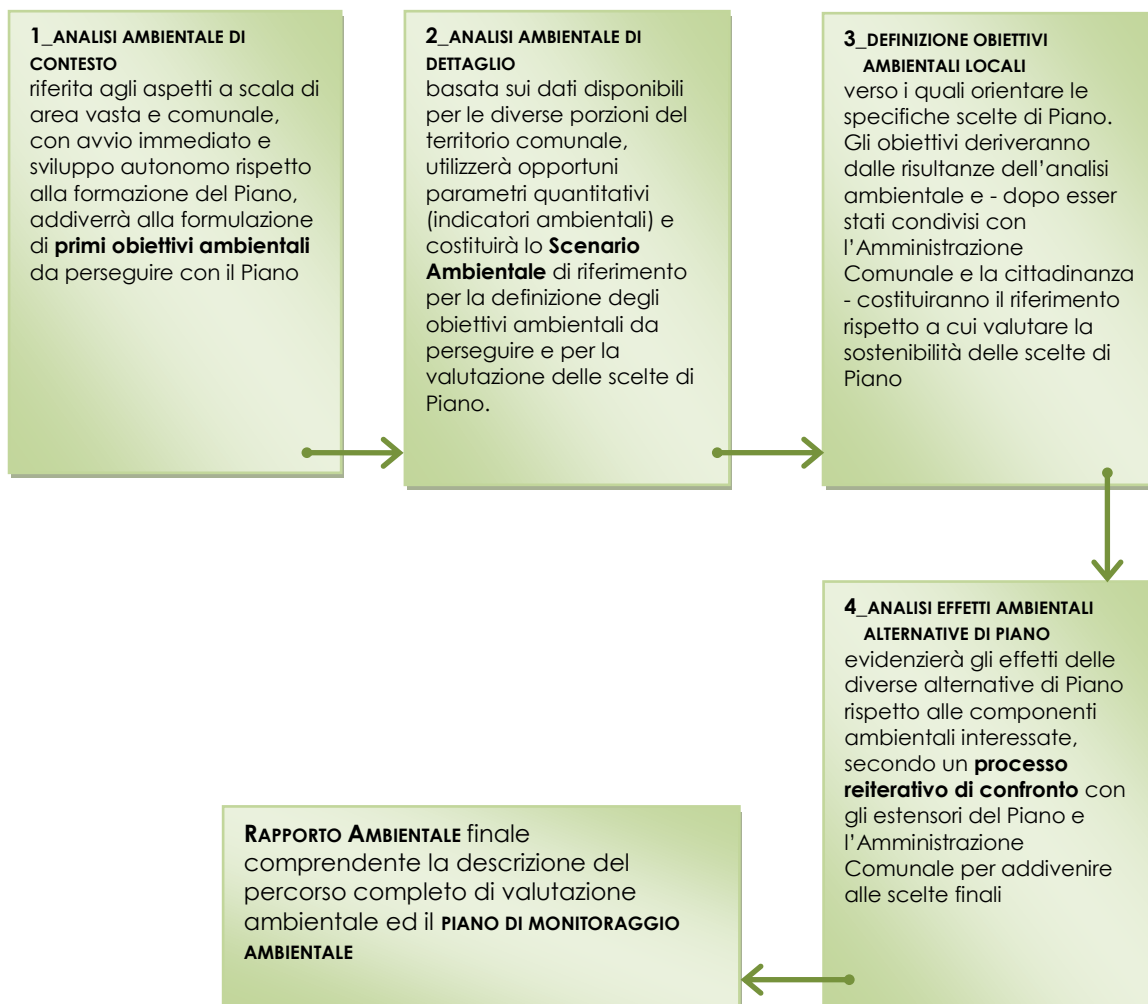 1_ANALISI AMBIENTALE DI
CONTESTO
riferita agli aspetti a scala di
area vasta e comunale,
con avvio immediato e
sviluppo autonomo rispetto
alla formazione del Piano,
addiverrà alla formulazione
di primi obiettivi ambientali
da perseguire con il Piano
2_ANALISI AMBIENTALE DI
DETTAGLIO
basata sui dati disponibili
per le diverse porzioni del
territorio comunale,
utilizzerà opportuni
parametri quantitativi
(indicatori ambientali) e
costituirà lo Scenario
Ambientale di riferimento
per la definizione degli
obiettivi ambientali da
perseguire e per la
valutazione delle scelte di
Piano.
3_DEFINIZIONE OBIETTIVI
AMBIENTALI LOCALI
verso i quali orientare le
specifiche scelte di Piano.
Gli obiettivi deriveranno
dalle risultanze dell'analisi
ambientale e - dopo esser
stati condivisi con
l'Amministrazione
Comunale e la cittadinanza
- costituiranno il riferimento
rispetto a cui valutare la
sostenibilità delle scelte di
Piano
4_ANALISI EFFETTI AMBIENTALI
ALTERNATIVE DI PIANO
evidenzierà gli effetti delle
diverse alternative di Piano
rispetto alle componenti
ambientali interessate,
secondo un processo
reiterativo di confronto con
gli estensori del Piano e
l'Amministrazione
Comunale per addivenire
alle scelte finali
RAPPORTO AMBIENTALE finale
comprendente la descrizione del
percorso completo di valutazione
ambientale ed il PIANO DI MONITORAGGIO
AMBIENTALE